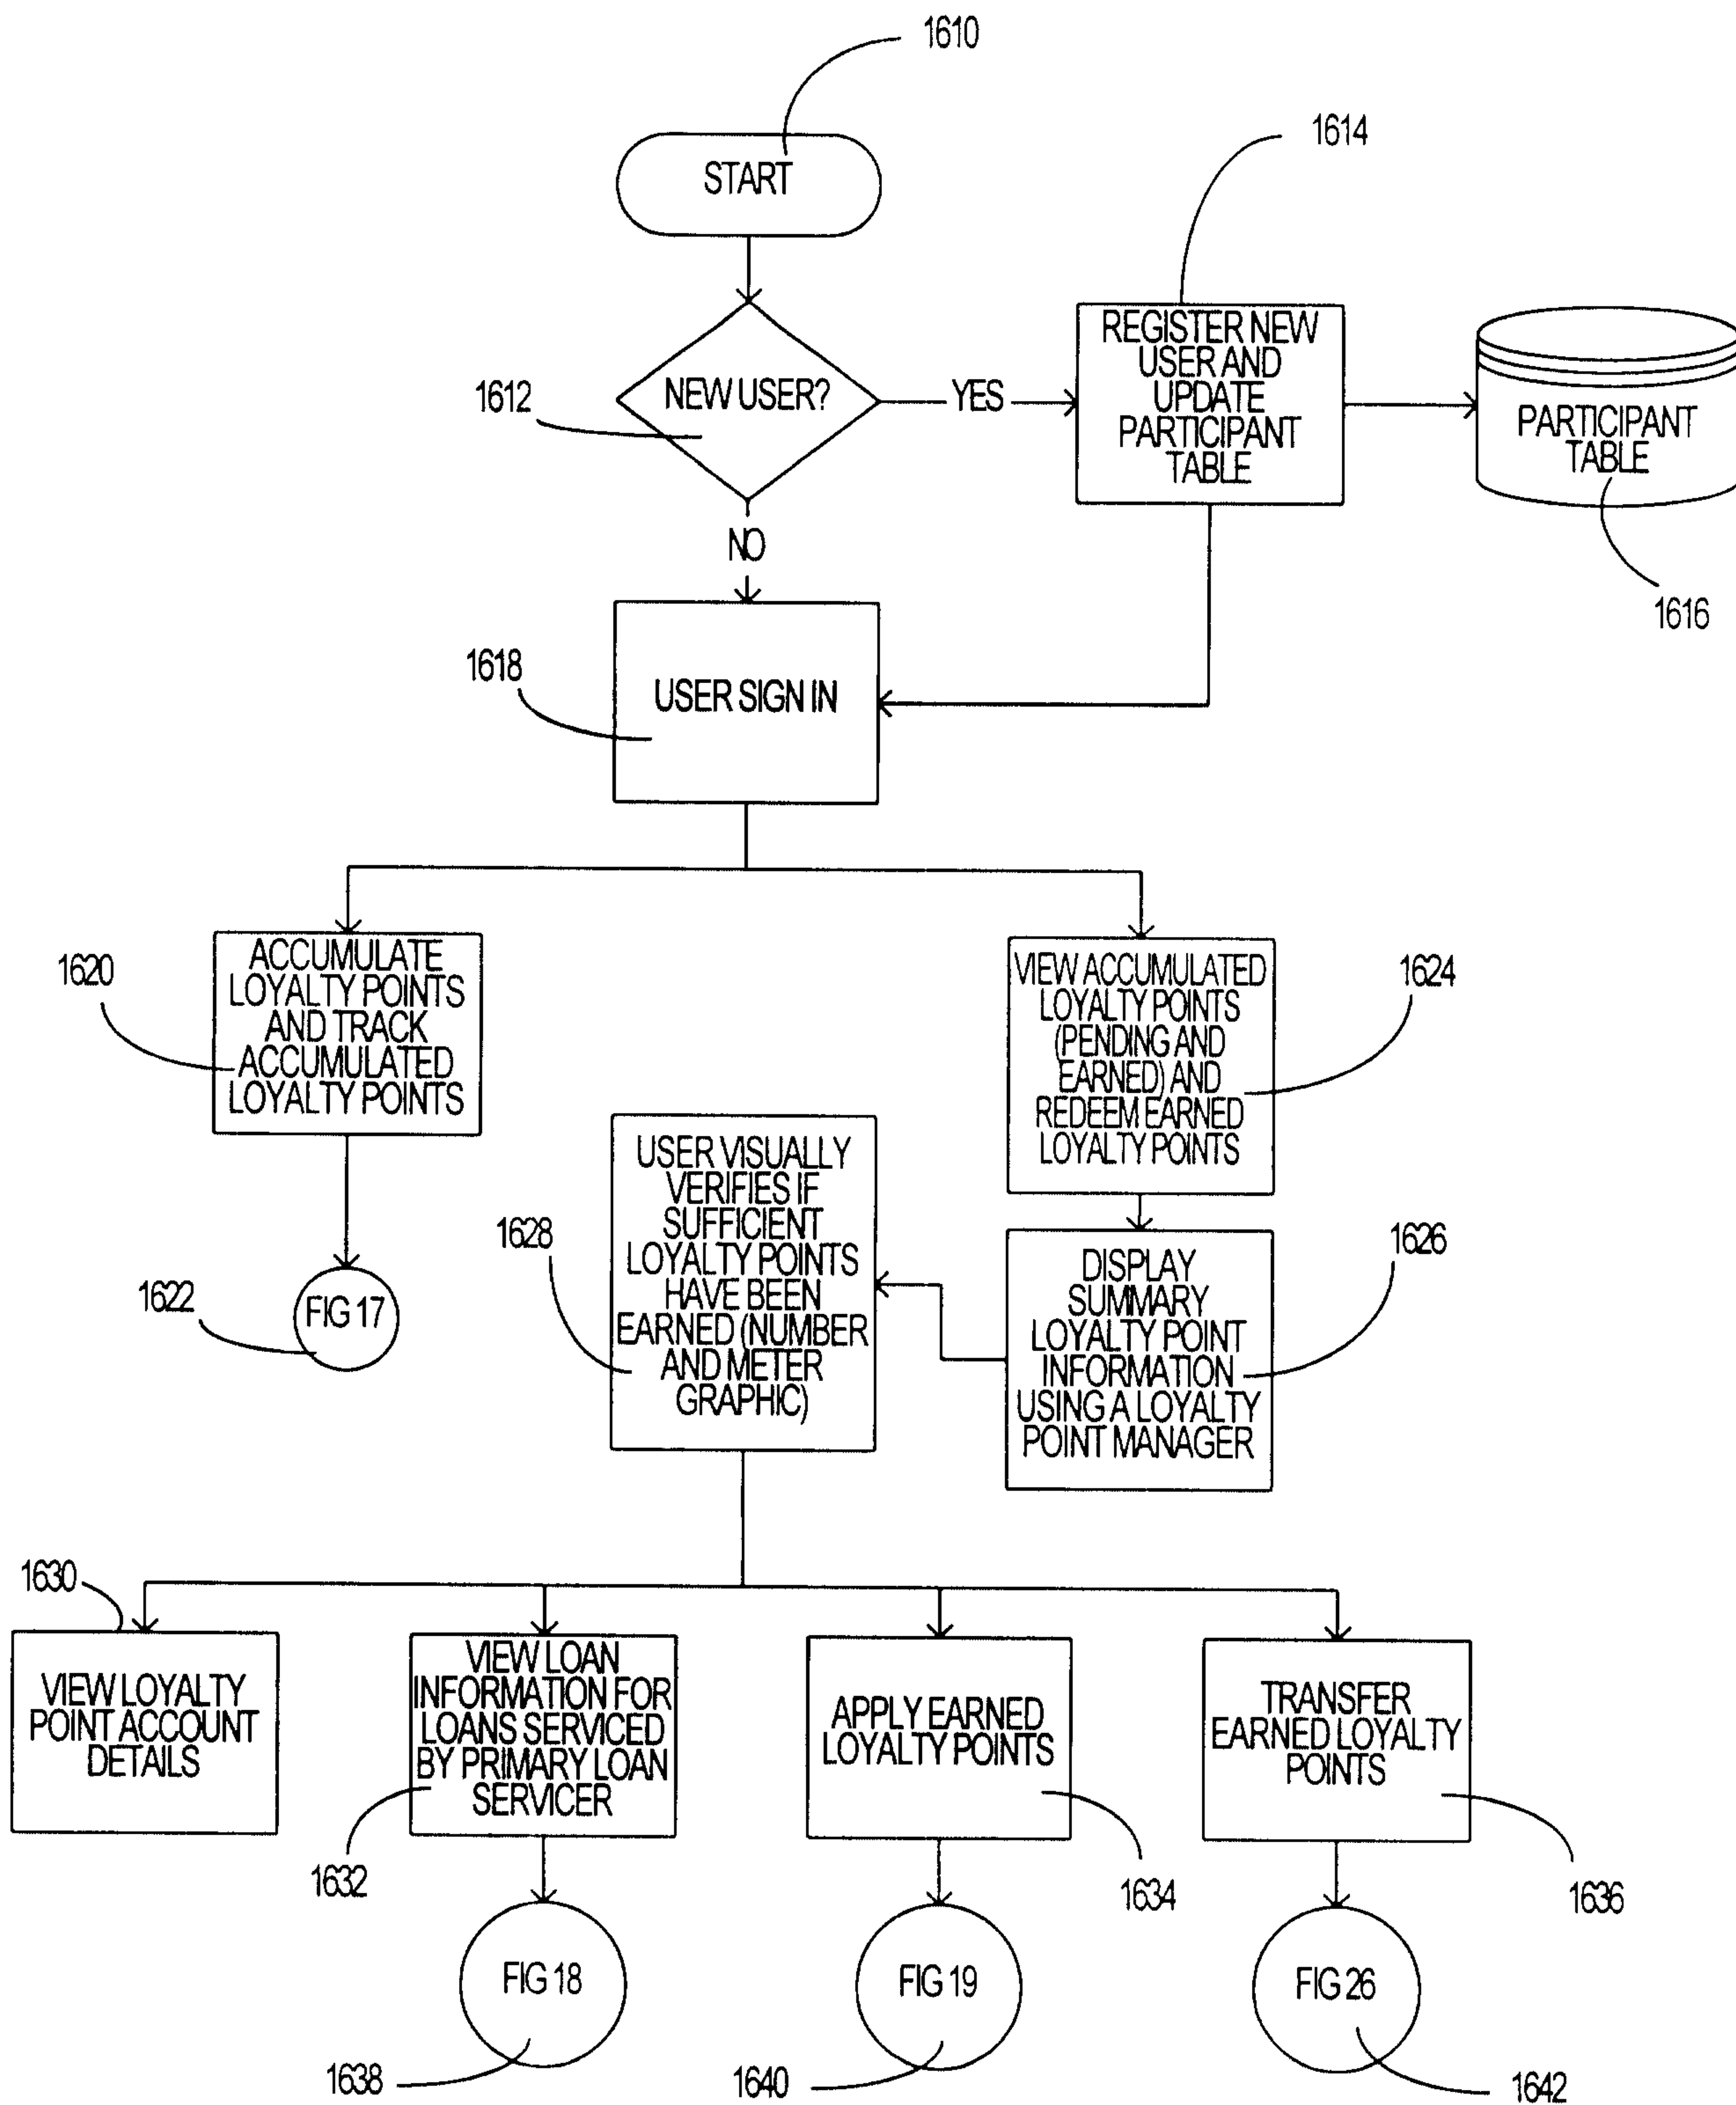 1610
START
1614
NEW USER?
1612
YES
REGISTER NEW
USER AND
UPDATE
PARTICIPANT
TABLE
PARTICIPANT
TABLE
1616
NO
1618
USER SIGN IN
1620
ACCUMULATE
LOYALTY POINTS
AND TRACK
ACCUMULATED
LOYALTY POINTS
VIEW ACCUMULATED
LOYALTY POINTS
(PENDING AND
EARNED) AND
REDEEM EARNED
LOYALTY POINTS
1624
1622
FIG 17
1628
USER VISUALLY
VERIFIES IF
SUFFICIENT
LOYALTY POINTS
HAVE BEEN
EARNED (NUMBER
AND METER
GRAPHIC)
DISPLAY
SUMMARY
LOYALTY POINT
INFORMATION
USING A LOYALTY
POINT MANAGER
1626
1630
VIEW LOYALTY
POINT ACCOUNT
DETAILS
VIEW LOAN
INFORMATION FOR
LOANS SERVICED
BY PRIMARY LOAN
SERVICER
APPLY EARNED
LOYALTY POINTS
TRANSFER
EARNED LOYALTY
POINTS
1632
1634
1636
FIG 18
FIG 19
FIG 26
1638
1640
1642